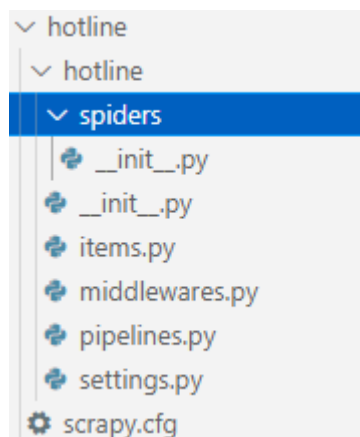 hotline
hotline
spiders
__init__.py
__init__.py
items.py
middlewares.py
pipelines.py
settings.py
scrapy.cfg